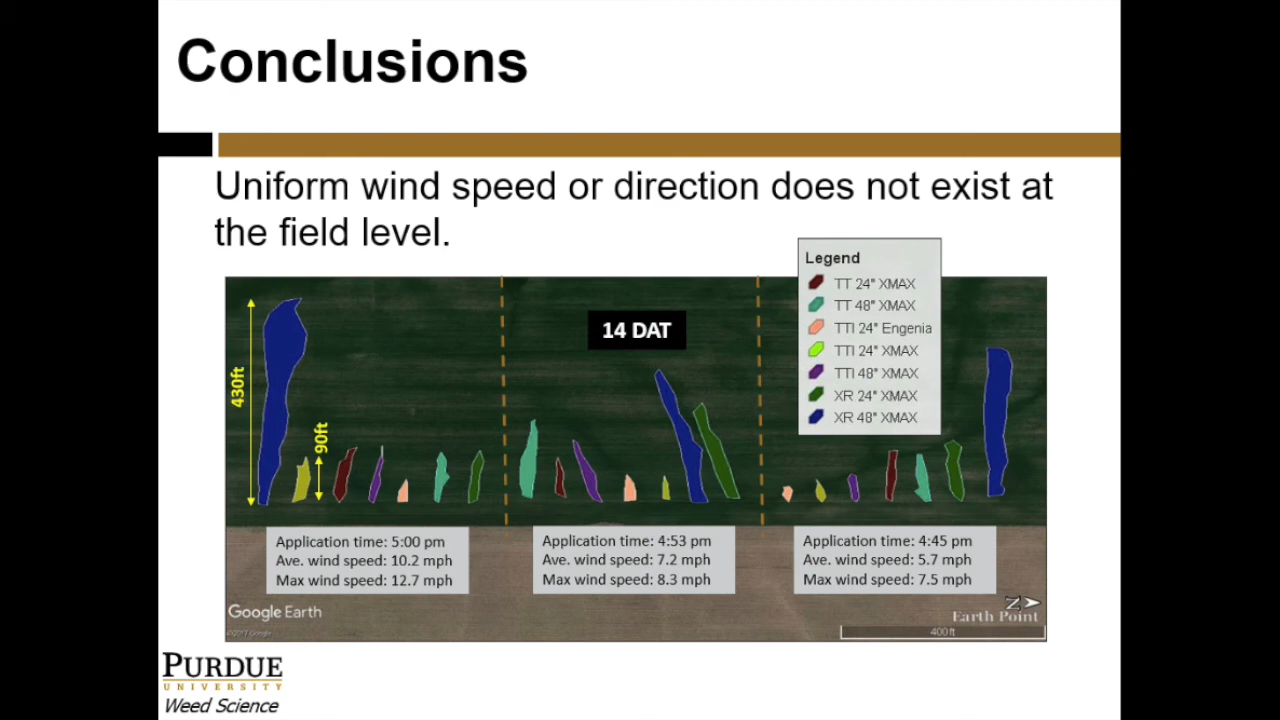 Conclusions
Uniform wind speed or direction does not exist at
the field level.
Legend
TT 24" XMAX
TT 48" XMAX
TTI 24" Engenia
TTI 24" XMAX
TTI 48" XMAX
XR 24" XMAX
XR 48" XMAX
14 DAT
430ft
90ft
Application time: 5:00 pm
Ave. wind speed: 10.2 mph
Max wind speed: 12.7 mph
Application time: 4:53 pm
Ave. wind speed: 7.2 mph
Max wind speed: 8.3 mph
Application time: 4:45 pm
Ave. wind speed: 5.7 mph
Max wind speed: 7.5 mph
Google Earth
©2017 Google
N
Earth Point
400 ft
PURDUE
UNIVERSITY
Weed Science